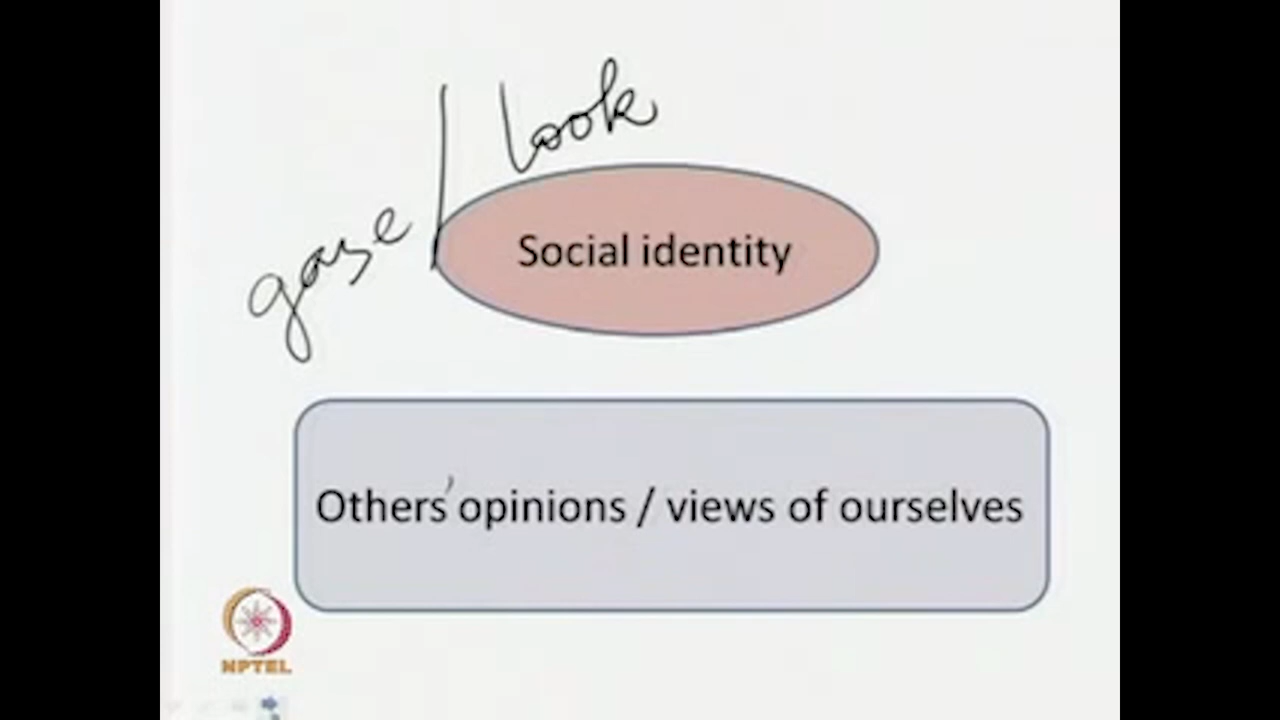 gaze / look
Social identity
Others' opinions / views of ourselves
NPTEL